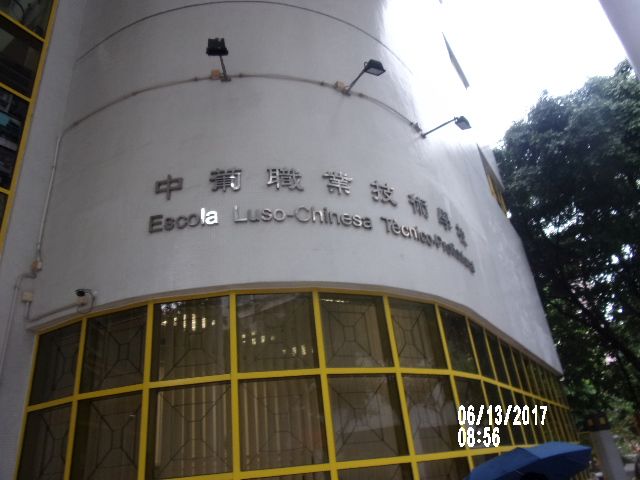 中葡職業技術學校
Escola Luso-Chinesa Técnico-Profissional
06/13/2017
08:56